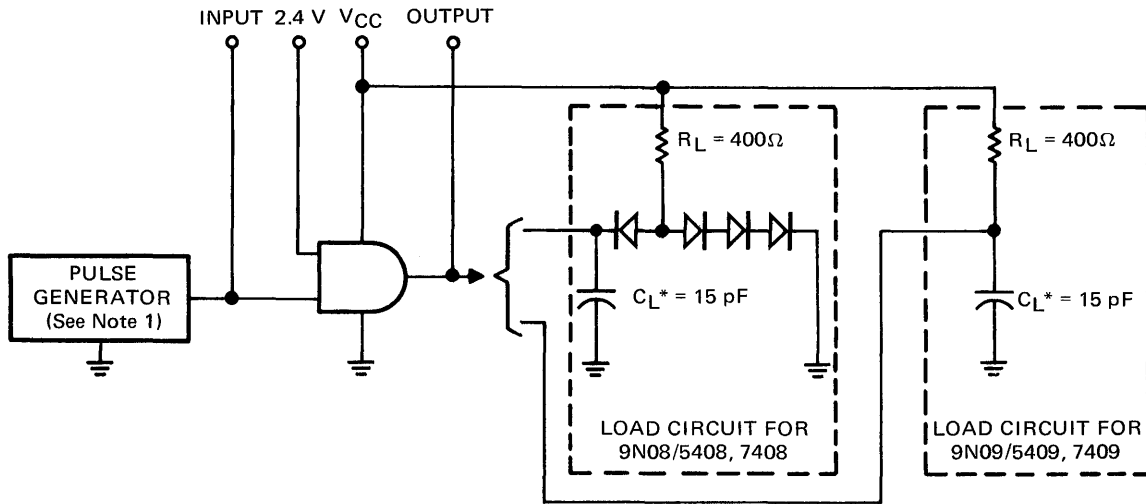 INPUT 2.4 V VCC OUTPUT
RL = 400Ω
RL = 400Ω
PULSE
GENERATOR
(See Note 1)
CL* = 15 pF
CL* = 15 pF
LOAD CIRCUIT FOR
9N08/5408, 7408
LOAD CIRCUIT FOR
9N09/5409, 7409